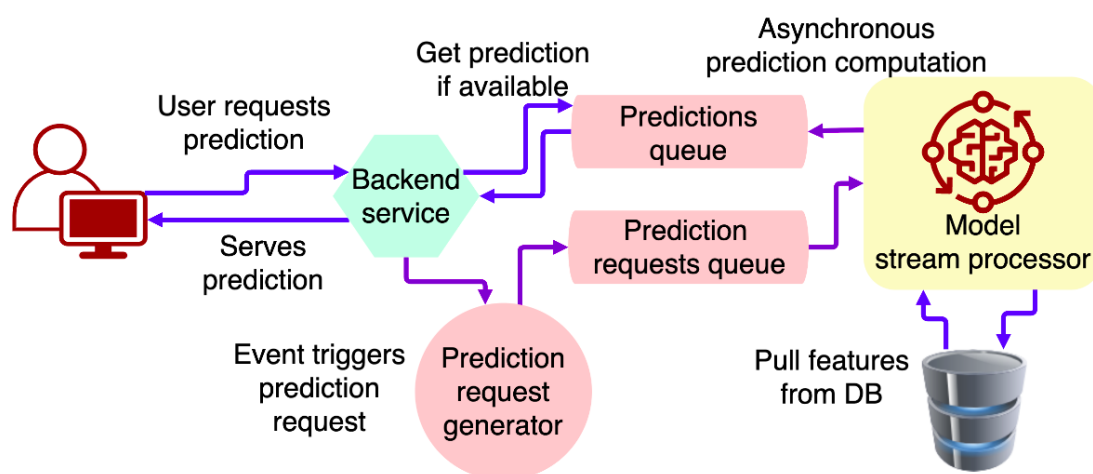 Asynchronous
prediction computation
Get prediction
if available
User requests
prediction
Predictions
queue
Backend
service
Model
stream processor
Prediction
requests queue
Serves
prediction
Event triggers
prediction
request
Prediction
request
generator
Pull features
from DB